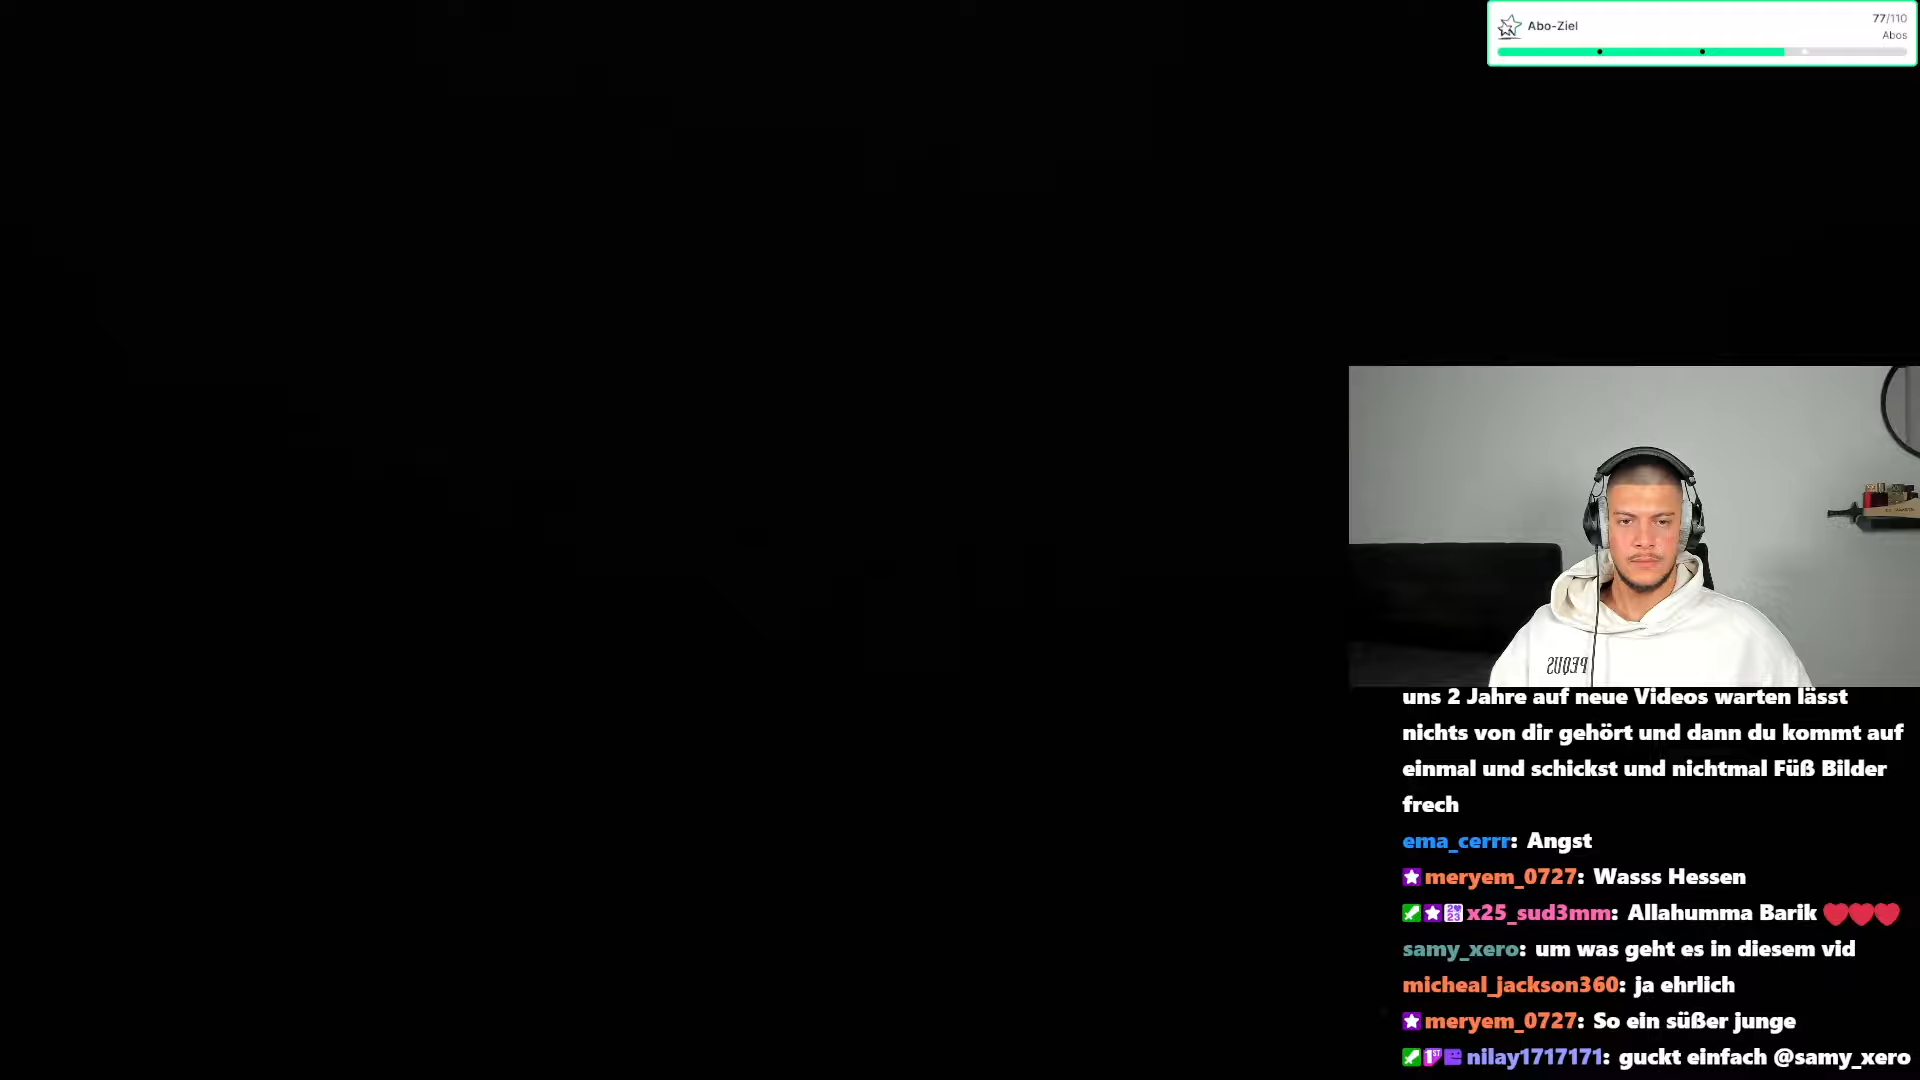 Abo-Ziel
77/110
Abos
PEQUS
uns 2 Jahre auf neue Videos warten lässt
nichts von dir gehört und dann du kommt auf
einmal und schickst und nichtmal Füß Bilder
frech
ema_cerrr: Angst
meryem_0727: Wasss Hessen
x25_sud3mm: Allahumma Barik
samy_xero: um was geht es in diesem vid
micheal_jackson360: ja ehrlich
meryem_0727: So ein süßer junge
nilay1717171: guckt einfach @samy_xero